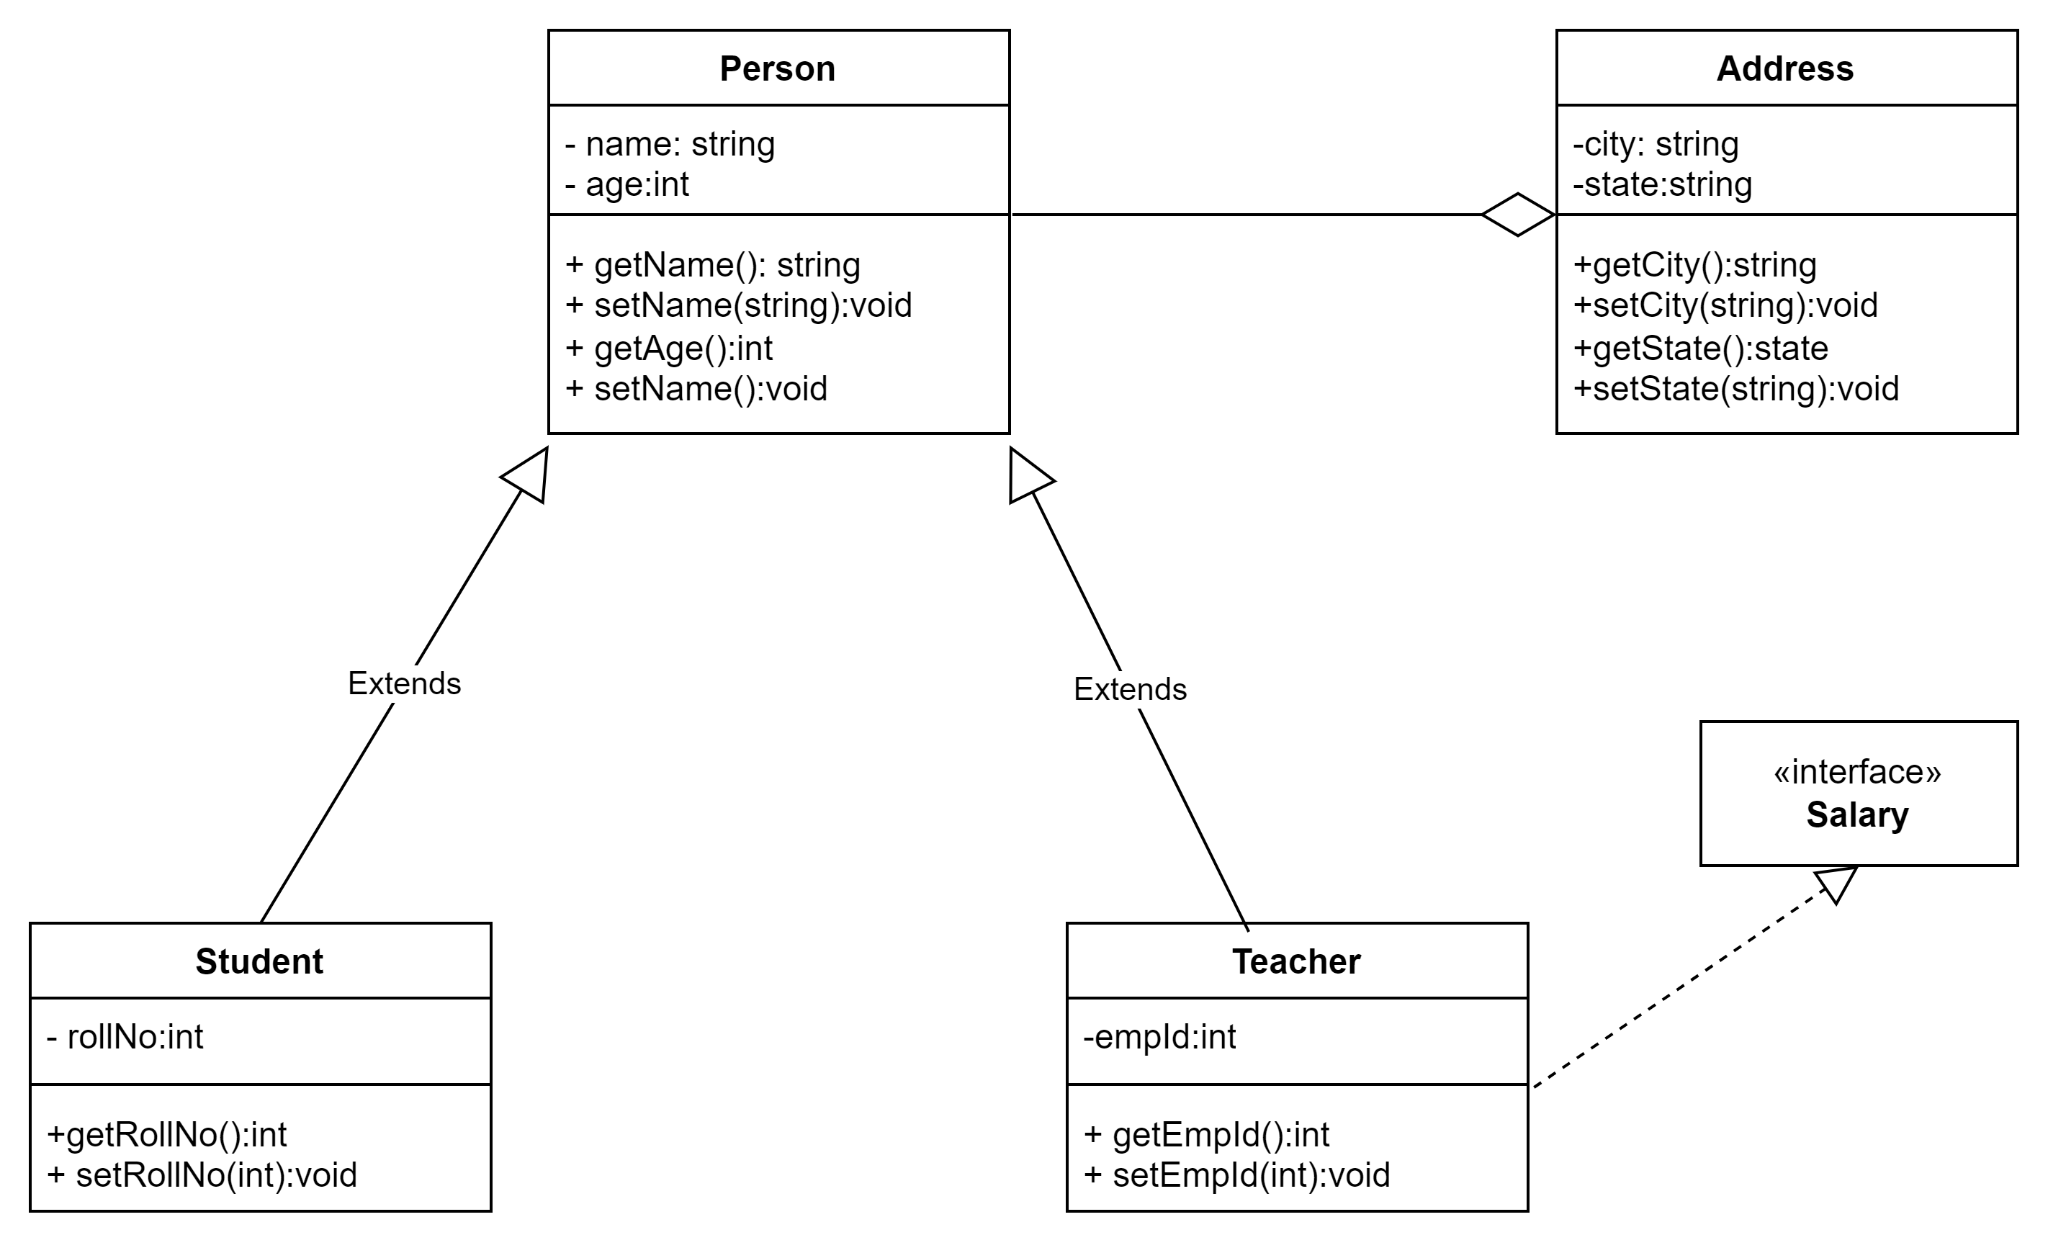 Person
- name: string
- age:int
+ getName(): string
+ setName(string):void
+ getAge():int
+ setName():void
Address
-city: string
-state:string
+getCity():string
+setCity(string):void
+getState():state
+setState(string):void
Extends
Extends
«interface»
Salary
Student
- rollNo:int
+getRollNo():int
+ setRollNo(int):void
Teacher
-empId:int
+ getEmpId():int
+ setEmpId(int):void